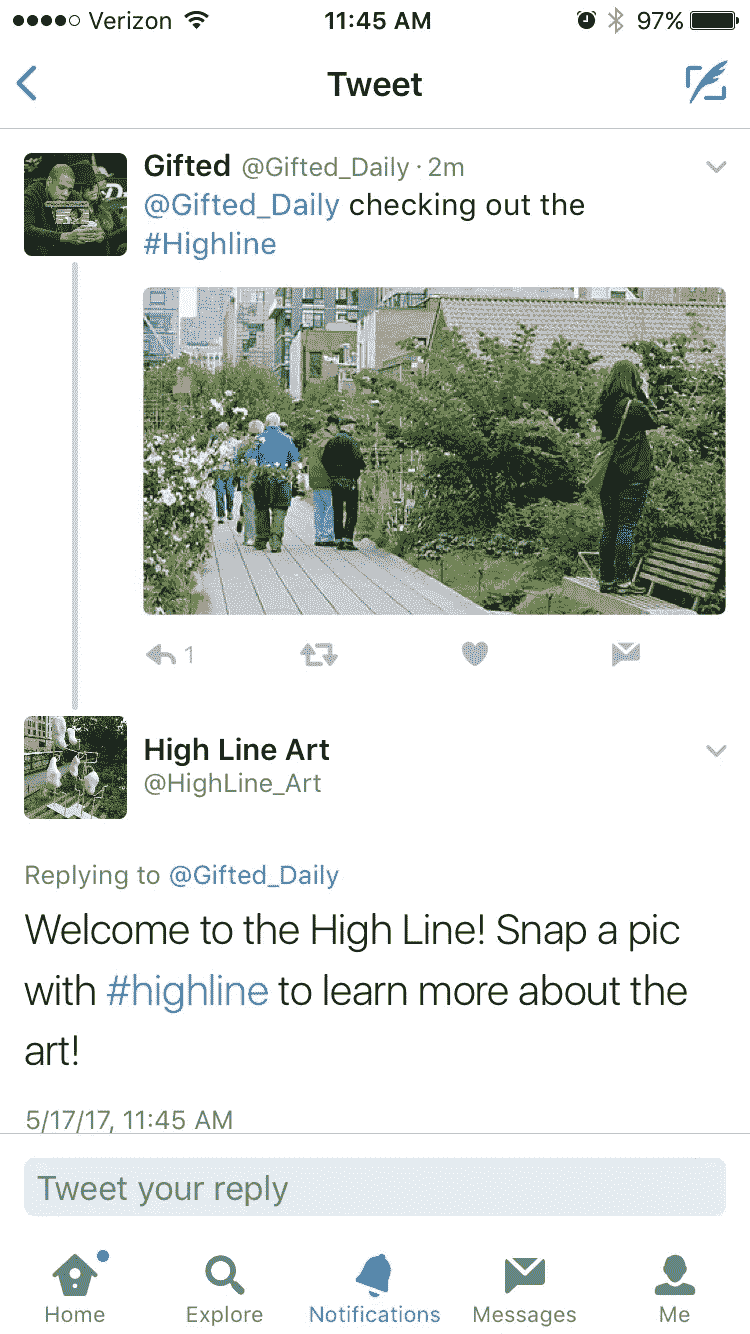 Verizon 11:45 AM 97%
Tweet
Gifted @Gifted_Daily · 2m
@Gifted_Daily checking out the
#Highline
1
High Line Art
@HighLine_Art
Replying to @Gifted_Daily
Welcome to the High Line! Snap a pic
with #highline to learn more about the
art!
5/17/17, 11:45 AM
Tweet your reply
Home Explore Notifications Messages Me